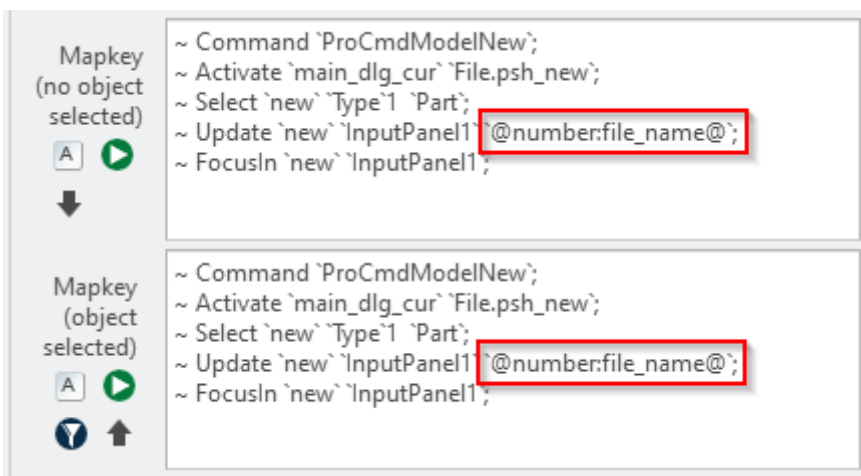 Mapkey
(no object
selected)
A
~ Command `ProCmdModelNew`;
~ Activate `main_dlg_cur` `File.psh_new`;
~ Select `new` `Type`1 `Part`;
~ Update `new` `InputPanel1` `@number:file_name@`;
~ FocusIn `new` `InputPanel1`;
Mapkey
(object
selected)
A
~ Command `ProCmdModelNew`;
~ Activate `main_dlg_cur` `File.psh_new`;
~ Select `new` `Type`1 `Part`;
~ Update `new` `InputPanel1` `@number:file_name@`;
~ FocusIn `new` `InputPanel1`;